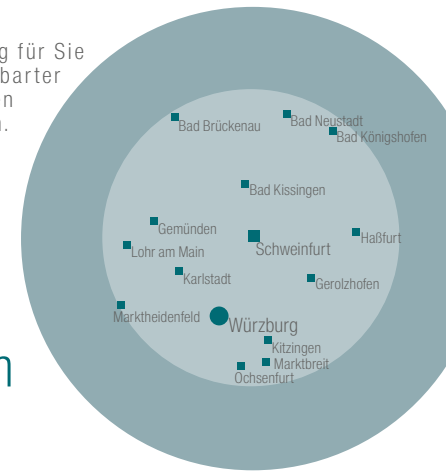 g für Sie
barter
n
.
Bad Brückenau
Bad Neustadt
Bad Königshofen
Bad Kissingen
Gemünden
Haßfurt
Lohr am Main
Schweinfurt
Karlstadt
Gerolzhofen
Marktheidenfeld
Würzburg
Kitzingen
Marktbreit
Ochsenfurt
n